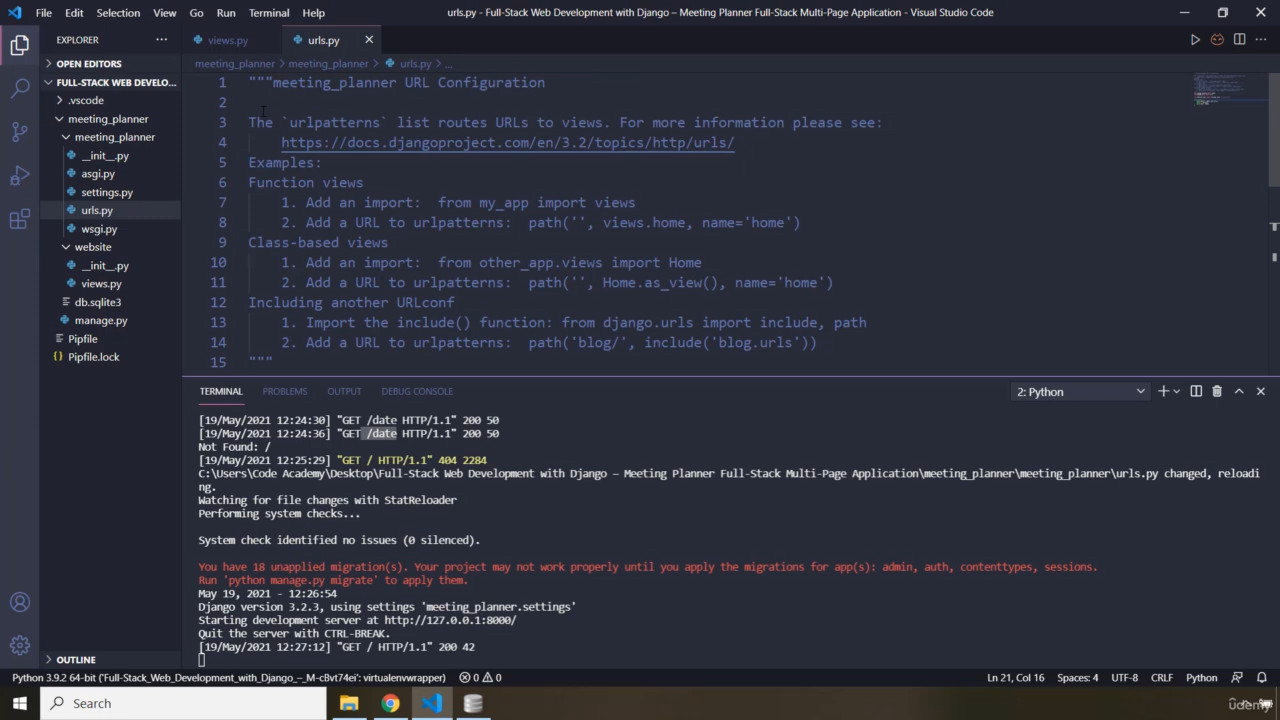 File Edit Selection View Go Run Terminal Help
urls.py - Full-Stack Web Development with Django – Meeting Planner Full-Stack Multi-Page Application - Visual Studio Code
EXPLORER
views.py
urls.py
OPEN EDITORS
meeting_planner > meeting_planner > urls.py > ...
FULL-STACK WEB DEVELO...
.vscode
meeting_planner
meeting_planner
__init__.py
asgi.py
settings.py
urls.py
wsgi.py
website
__init__.py
views.py
db.sqlite3
manage.py
Pipfile
Pipfile.lock
OUTLINE
1 """meeting_planner URL Configuration
2
3 The `urlpatterns` list routes URLs to views. For more information please see:
4     https://docs.djangoproject.com/en/3.2/topics/http/urls/
5 Examples:
6 Function views
7     1. Add an import:  from my_app import views
8     2. Add a URL to urlpatterns:  path('', views.home, name='home')
9 Class-based views
10     1. Add an import:  from other_app.views import Home
11     2. Add a URL to urlpatterns:  path('', Home.as_view(), name='home')
12 Including another URLconf
13     1. Import the include() function: from django.urls import include, path
14     2. Add a URL to urlpatterns:  path('blog/', include('blog.urls'))
15 """
TERMINAL PROBLEMS OUTPUT DEBUG CONSOLE
2: Python
[19/May/2021 12:24:30] "GET /date HTTP/1.1" 200 50
[19/May/2021 12:24:36] "GET /date HTTP/1.1" 200 50
Not Found: /
[19/May/2021 12:25:29] "GET / HTTP/1.1" 404 2284
C:\Users\Code Academy\Desktop\Full-Stack Web Development with Django – Meeting Planner Full-Stack Multi-Page Application\meeting_planner\meeting_planner\urls.py changed, reloadi
ng.
Watching for file changes with StatReloader
Performing system checks...
System check identified no issues (0 silenced).
You have 18 unapplied migration(s). Your project may not work properly until you apply the migrations for app(s): admin, auth, contenttypes, sessions.
Run 'python manage.py migrate' to apply them.
May 19, 2021 - 12:26:54
Django version 3.2.3, using settings 'meeting_planner.settings'
Starting development server at http://127.0.0.1:8000/
Quit the server with CTRL-BREAK.
[19/May/2021 12:27:12] "GET / HTTP/1.1" 200 42
Python 3.9.2 64-bit ('Full-Stack_Web_Development_with_Django_–_M-cBvt74ei': virtualenvwrapper) 0 0
Ln 21, Col 16 Spaces: 4 UTF-8 CRLF Python
Search
udemy